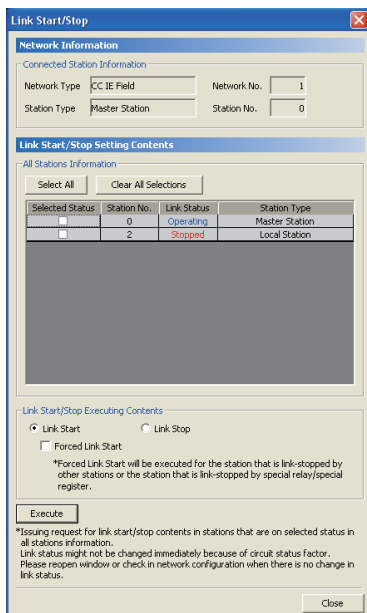 Link Start/Stop
Network Information
Connected Station Information
Network Type CC IE Field Network No. 1
Station Type Master Station Station No. 0
Link Start/Stop Setting Contents
All Stations Information
Select All Clear All Selections
Selected Status Station No. Link Status Station Type
0 Operating Master Station
2 Stopped Local Station
Link Start/Stop Executing Contents
Link Start Link Stop
Forced Link Start
*Forced Link Start will be executed for the station that is link-stopped by
other stations or the station that is link-stopped by special relay/special
register.
Execute
*Issuing request for link start/stop contents in stations that are on selected status in
all stations information.
Link status might not be changed immediately because of circuit status factor.
Please reopen window or check in network configuration when there is no change in
link status.
Close